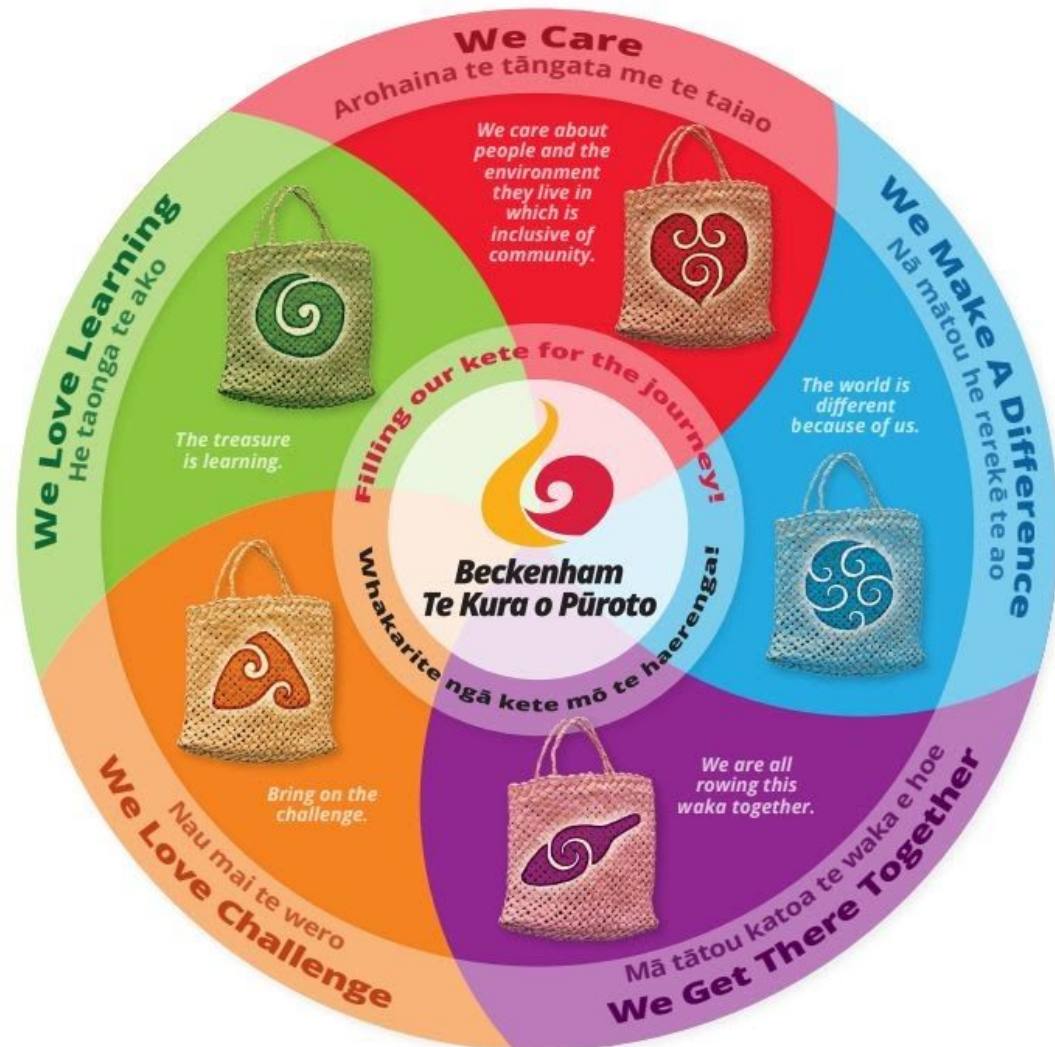 We Care
Arohaina te tāngata me te taiao
We care about
people and the
environment
they live in
which is
inclusive of
community.
We Make A Difference
Nā mātou he rerekē te ao
The world is
different
because of us.
We Get There Together
Mā tātou katoa te waka e hoe
We are all
rowing this
waka together.
We Love Challenge
Nau mai te wero
Bring on the
challenge.
We Love Learning
He taonga te ako
The treasure
is learning.
Filling our kete for the journey!
Beckenham
Te Kura o Pūroto
Whakarite ngā kete mō te haerenga!